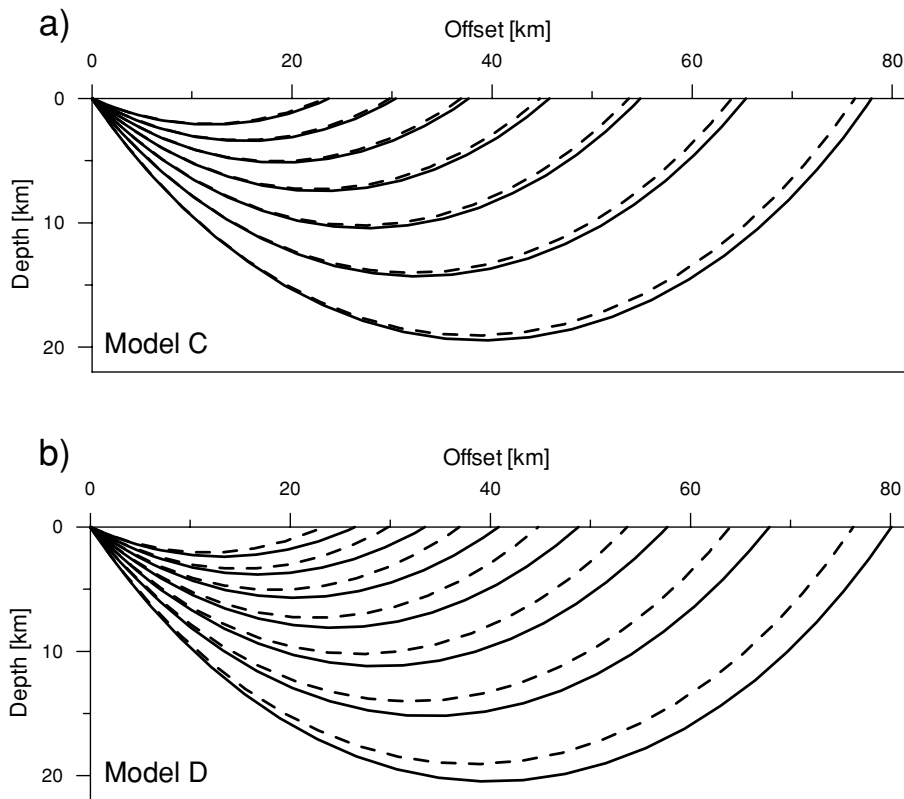 a)
Offset [km]
0 20 40 60 80
0
10
20
Depth [km]
Model C
b)
Offset [km]
0 20 40 60 80
0
10
20
Depth [km]
Model D